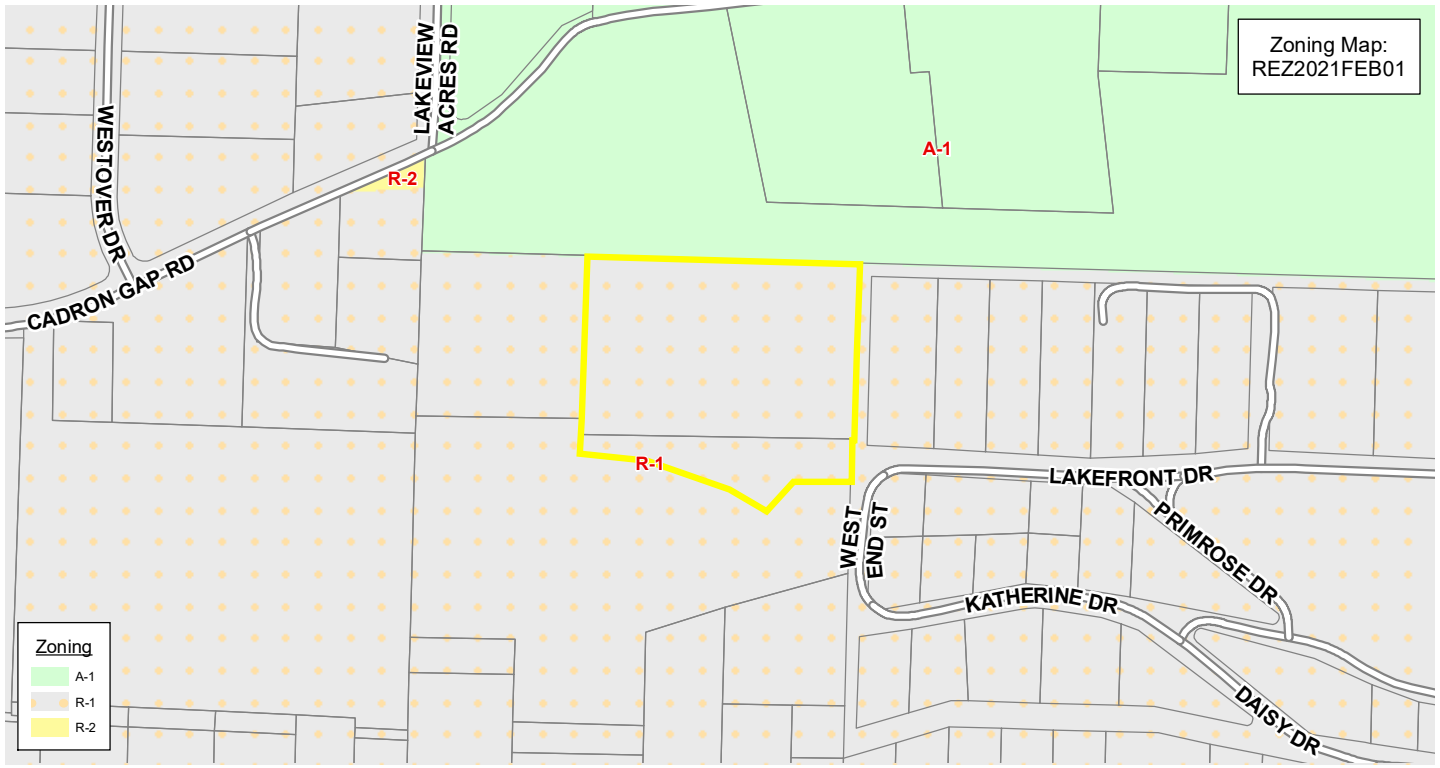 Zoning Map:
REZ2021FEB01
LAKEVIEW
ACRES RD
WESTOVER DR
A-1
R-2
CADRON GAP RD
R-1
LAKEFRONT DR
WEST
END ST
PRIMROSE DR
KATHERINE DR
DAISY DR
Zoning
A-1
R-1
R-2